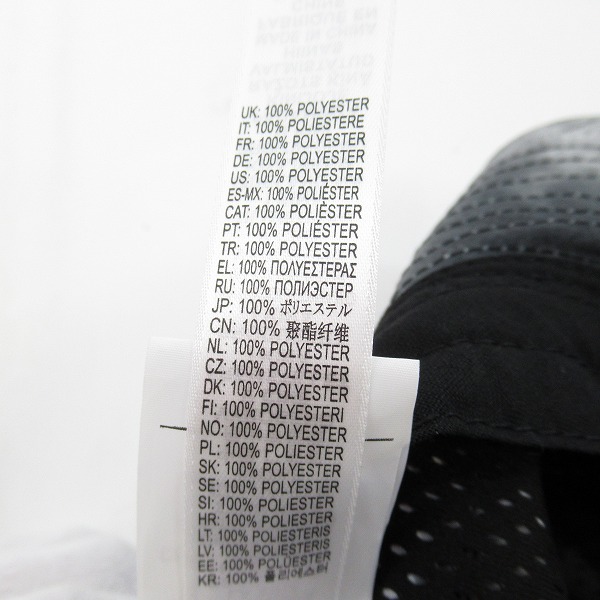 UK: 100% POLYESTER
IT: 100% POLIESTERE
FR: 100% POLYESTER
DE: 100% POLYESTER
US: 100% POLYESTER
ES-MX: 100% POLIÉSTER
CAT: 100% POLIÈSTER
PT: 100% POLIÉSTER
TR: 100% POLYESTER
EL: 100% ΠΟΛΥΕΣΤΕΡΑΣ
RU: 100% ПОЛИЭСТЕР
JP: 100% ポリエステル
CN: 100% 聚酯纤维
NL: 100% POLYESTER
CZ: 100% POLYESTER
DK: 100% POLYESTER
FI: 100% POLYESTERI
NO: 100% POLYESTER
PL: 100% POLIESTER
SK: 100% POLYESTER
SE: 100% POLYESTER
SI: 100% POLIESTER
HR: 100% POLIESTER
LT: 100% POLIESTERIS
LV: 100% POLIESTERIS
EE: 100% POLÜESTER
KR: 100% 폴리에스터